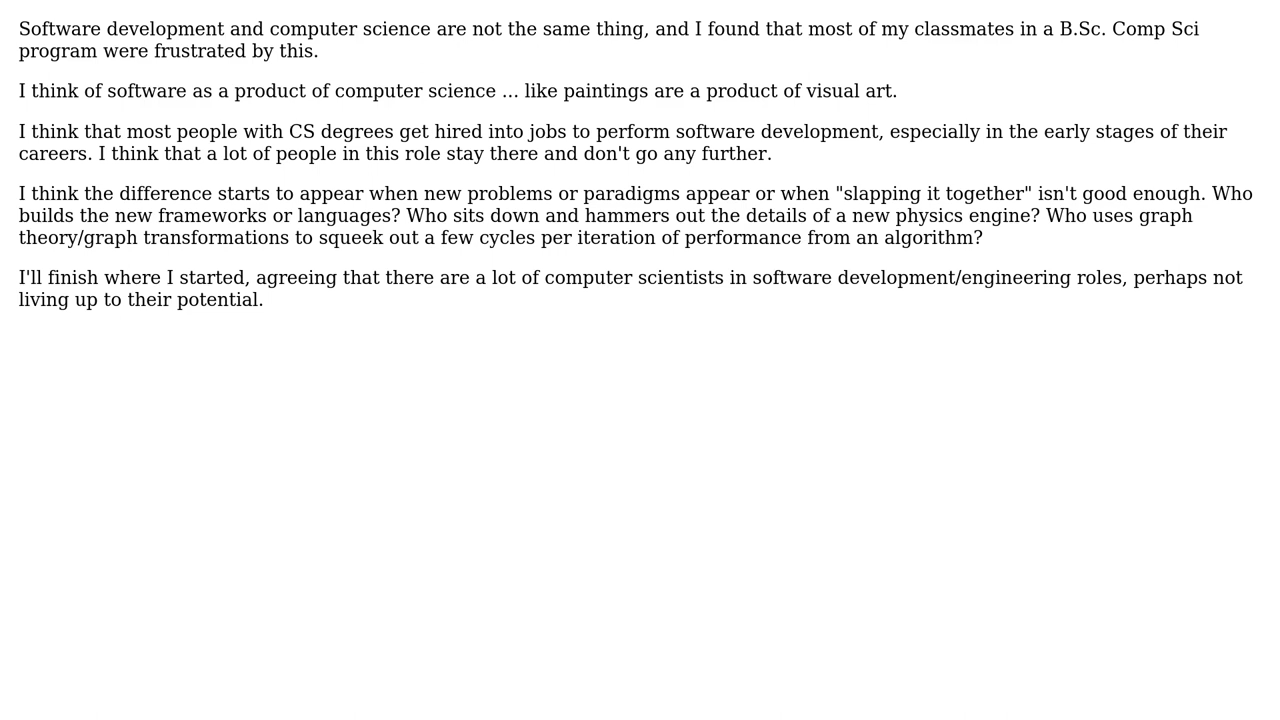 Software development and computer science are not the same thing, and I found that most of my classmates in a B.Sc. Comp Sci
program were frustrated by this.
I think of software as a product of computer science ... like paintings are a product of visual art.
I think that most people with CS degrees get hired into jobs to perform software development, especially in the early stages of their
careers. I think that a lot of people in this role stay there and don't go any further.
I think the difference starts to appear when new problems or paradigms appear or when "slapping it together" isn't good enough. Who
builds the new frameworks or languages? Who sits down and hammers out the details of a new physics engine? Who uses graph
theory/graph transformations to squeek out a few cycles per iteration of performance from an algorithm?
I'll finish where I started, agreeing that there are a lot of computer scientists in software development/engineering roles, perhaps not
living up to their potential.